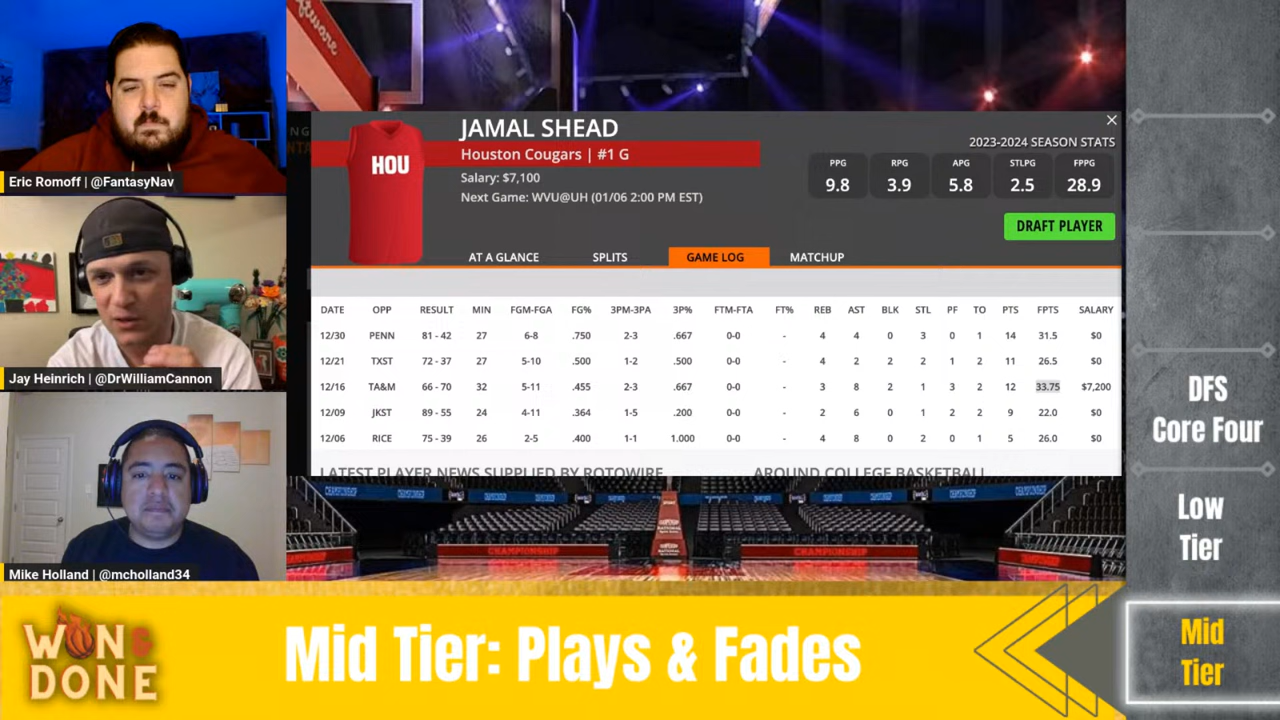 Eric Romoff | @FantasyNav
Jay Heinrich | @DrWilliamCannon
Mike Holland | @mcholland34
HOU
JAMAL SHEAD
Houston Cougars | #1 G
Salary: $7,100
Next Game: WVU@UH (01/06 2:00 PM EST)
2023-2024 SEASON STATS
PPG RPG APG STLPG FPPG
9.8 3.9 5.8 2.5 28.9
DRAFT PLAYER
AT A GLANCE SPLITS GAME LOG MATCHUP
DATE OPP RESULT MIN FGM-FGA FG% 3PM-3PA 3P% FTM-FTA FT% REB AST BLK STL PF TO PTS FPTS SALARY
12/30 PENN 81 - 42 27 6-8 .750 2-3 .667 0-0 - 4 4 0 3 0 1 14 31.5 $0
12/21 TXST 72 - 37 27 5-10 .500 1-2 .500 0-0 - 4 2 2 2 1 2 11 26.5 $0
12/16 TA&M 66 - 70 32 5-11 .455 2-3 .667 0-0 - 3 8 2 1 3 2 12 33.75 $7,200
12/09 JKST 89 - 55 24 4-11 .364 1-5 .200 0-0 - 2 6 0 1 2 2 9 22.0 $0
12/06 RICE 75 - 39 26 2-5 .400 1-1 1.000 0-0 - 4 8 0 2 0 1 5 26.0 $0
LATEST PLAYER NEWS SUPPLIED BY ROTOWIRE AROUND COLLEGE BASKETBALL
CHAMPIONSHIP CHAMPIONSHIP
DFS
Core Four
Low
Tier
Mid
Tier
WON &
DONE
Mid Tier: Plays & Fades